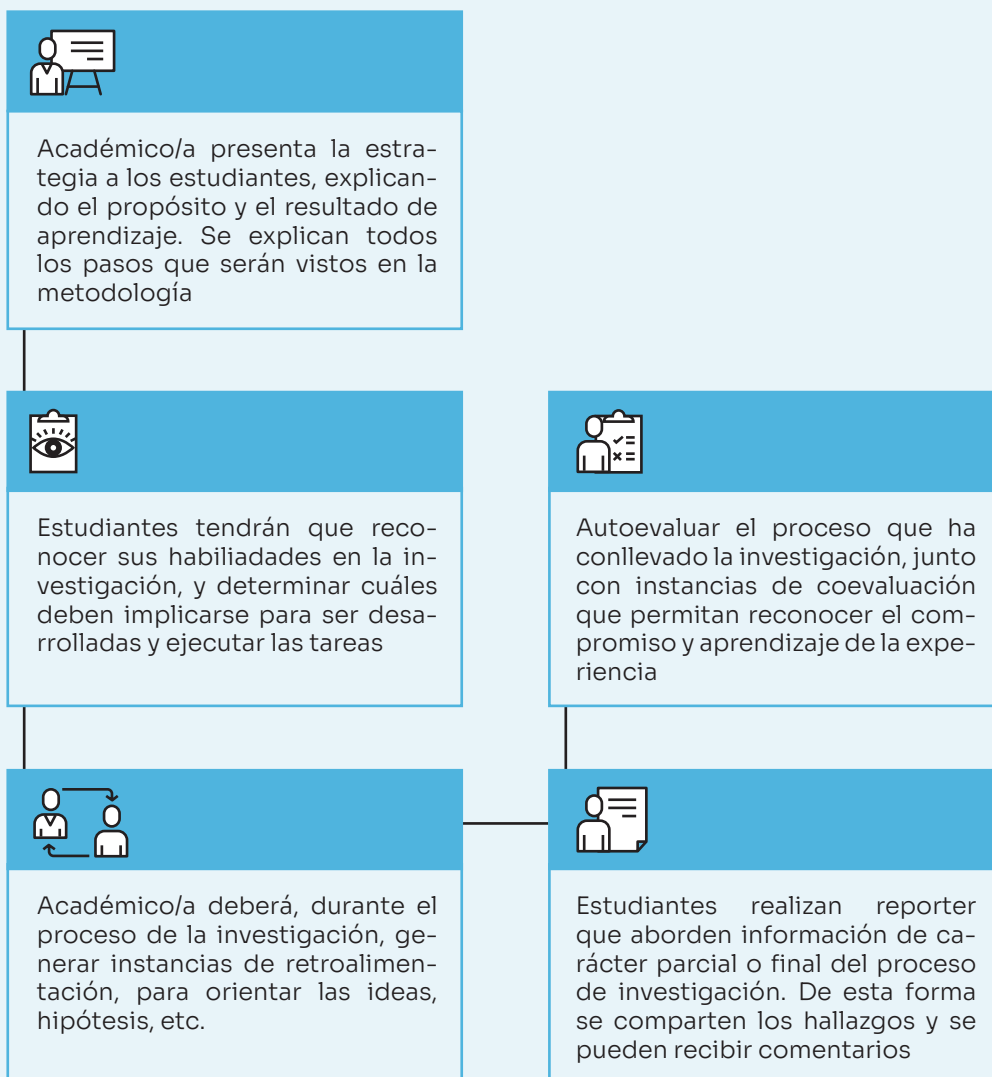 Académico/a presenta la estra-
tegia a los estudiantes, explican-
do el propósito y el resultado de
aprendizaje. Se explican todos
los pasos que serán vistos en la
metodología
Estudiantes tendrán que reco-
nocer sus habiliadades en la in-
vestigación, y determinar cuáles
deben implicarse para ser desa-
rrolladas y ejecutar las tareas
Académico/a deberá, durante el
proceso de la investigación, ge-
nerar instancias de retroalimen-
tación, para orientar las ideas,
hipótesis, etc.
Estudiantes realizan reporter
que aborden información de ca-
rácter parcial o final del proceso
de investigación. De esta forma
se comparten los hallazgos y se
pueden recibir comentarios
Autoevaluar el proceso que ha
conllevado la investigación, junto
con instancias de coevaluación
que permitan reconocer el com-
promiso y aprendizaje de la expe-
riencia